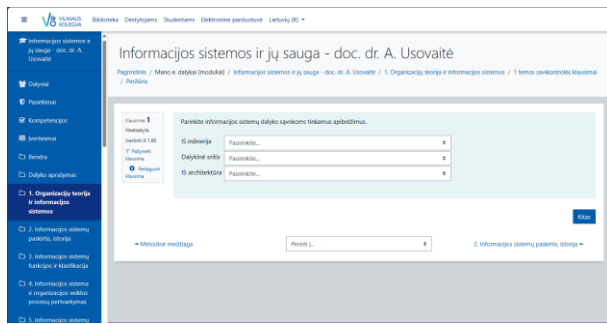 VILNIAUS
KOLEGIJA
Biblioteka Dėstytojams Studentams Elektroninė parduotuvė Lietuvių (lt)
Informacijos sistemos ir
jų sauga - doc. dr. A.
Usovaitė
Dalyviai
Pasiekimai
Kompetencijos
Įvertinimai
Bendra
Dalyko aprašymas
1. Organizacijų teorija
ir informacijos
sistemos
2. Informacijos sistemų
paskirtis, istorija
3. Informacijos sistemų
funkcijos ir klasifikacija
4. Informacijos sistema
ir organizacijos veiklos
procesų pertvarkymas
5. Informacijos sistemų
Informacijos sistemos ir jų sauga - doc. dr. A. Usovaitė
Pagrindinis / Mano e. dalykai (moduliai) / Informacijos sistemos ir jų sauga - doc. dr. A. Usovaitė / 1. Organizacijų teorija ir informacijos sistemos / 1 temos savikontrolės klausimai
/ Peržiūra
Klausimas 1
Neatsakyta
Įvertinti iš 1,00
Pažymėti
klausimą
Redaguoti
klausimą
Parinkite informacijos sistemų dalyko sąvokoms tinkamus apibrėžimus.
IS inžinerija Pasirinkite...
Dalykinė sritis Pasirinkite...
IS architektūra Pasirinkite...
Kitas
Metodinė medžiaga
Pereiti į...
2. Informacijos sistemų paskirtis, istorija